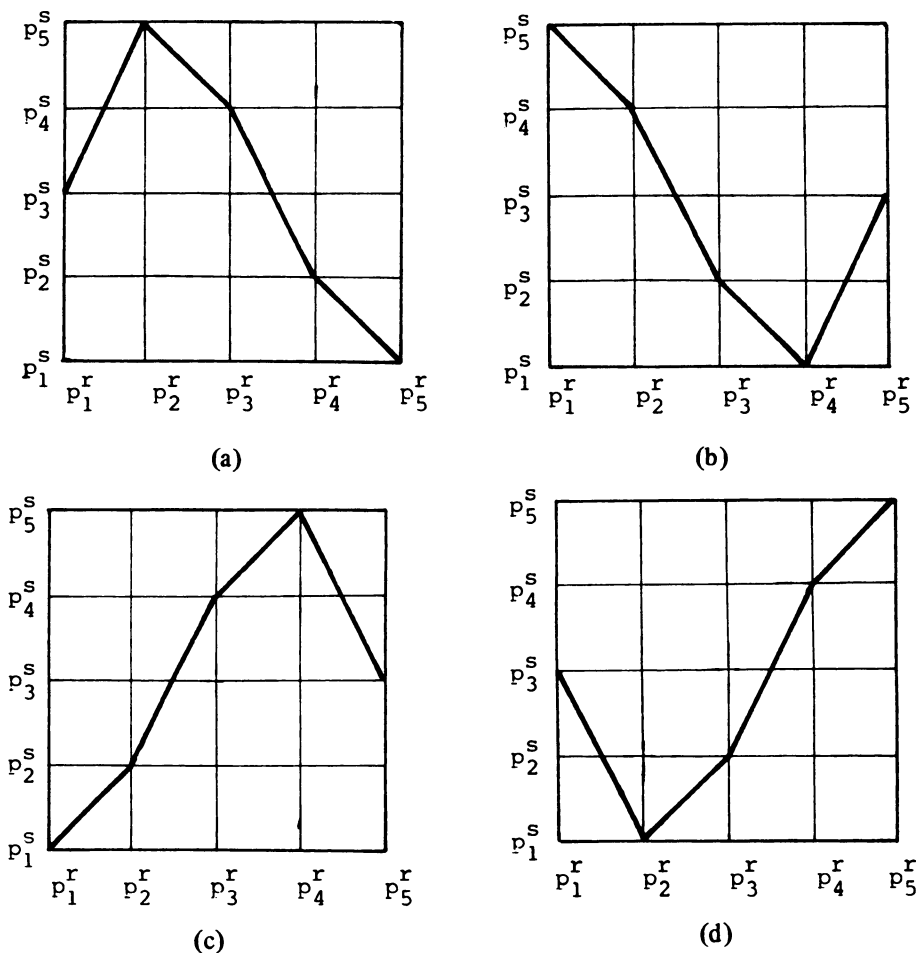 p₅ˢ
p₄ˢ
p₃ˢ
p₂ˢ
p₁ˢ
p₁ʳ p₂ʳ p₃ʳ p₄ʳ p₅ʳ
(a)
p₅ˢ
p₄ˢ
p₃ˢ
p₂ˢ
p₁ˢ
p₁ʳ p₂ʳ p₃ʳ p₄ʳ p₅ʳ
(b)
p₅ˢ
p₄ˢ
p₃ˢ
p₂ˢ
p₁ˢ
p₁ʳ p₂ʳ p₃ʳ p₄ʳ p₅ʳ
(c)
p₅ˢ
p₄ˢ
p₃ˢ
p₂ˢ
p₁ˢ
p₁ʳ p₂ʳ p₃ʳ p₄ʳ p₅ʳ
(d)